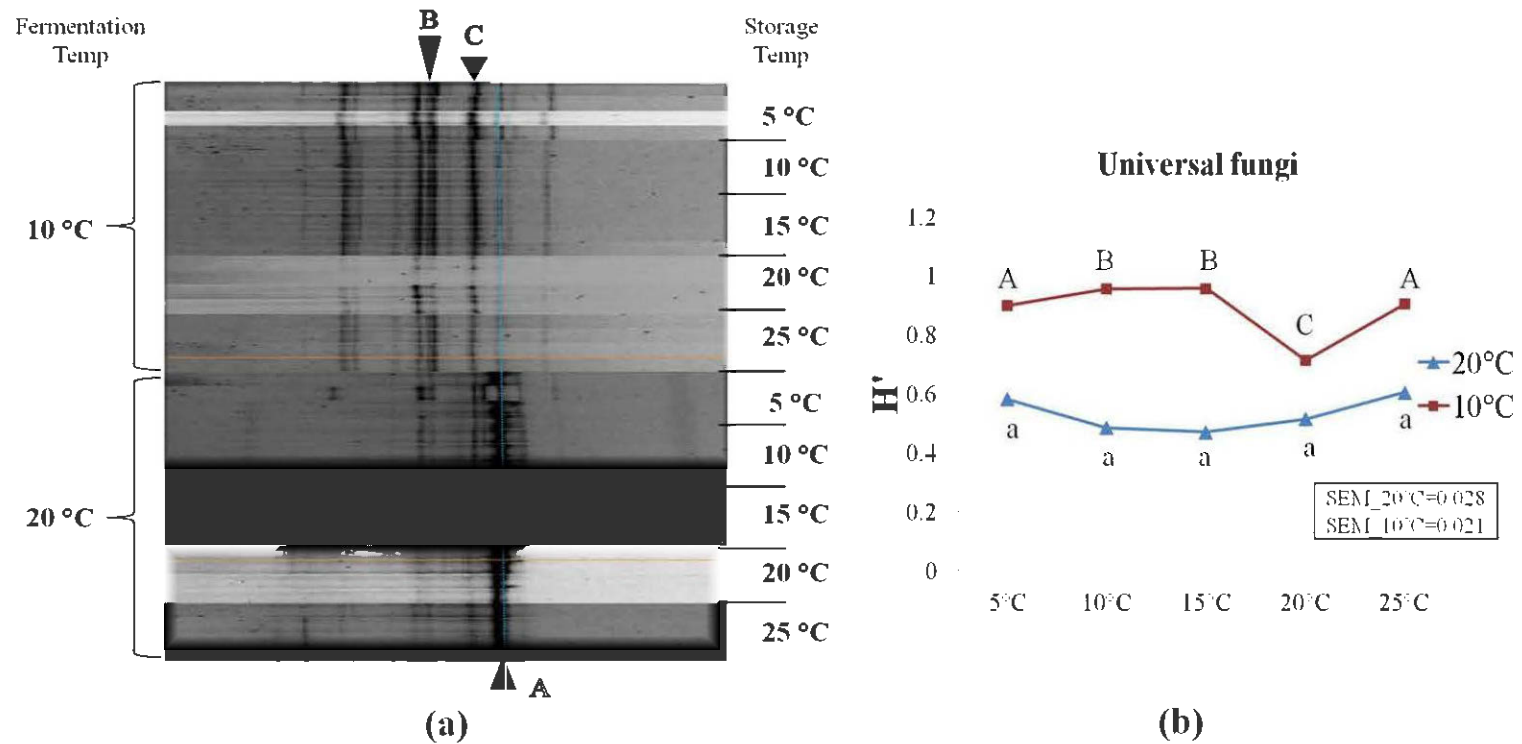 Fermentation
Temp
B
C
Storage
Temp
5 °C
10 °C
15 °C
20 °C
25 °C
10 °C
5 °C
10 °C
15 °C
20 °C
25 °C
20 °C
A
(a)
Universal fungi
H'
1.2
1
0.8
0.6
0.4
0.2
0
A
B
B
C
A
a
a
a
a
a
20°C
10°C
SEM_20°C=0.028
SEM_10°C=0.021
5°C
10°C
15°C
20°C
25°C
(b)